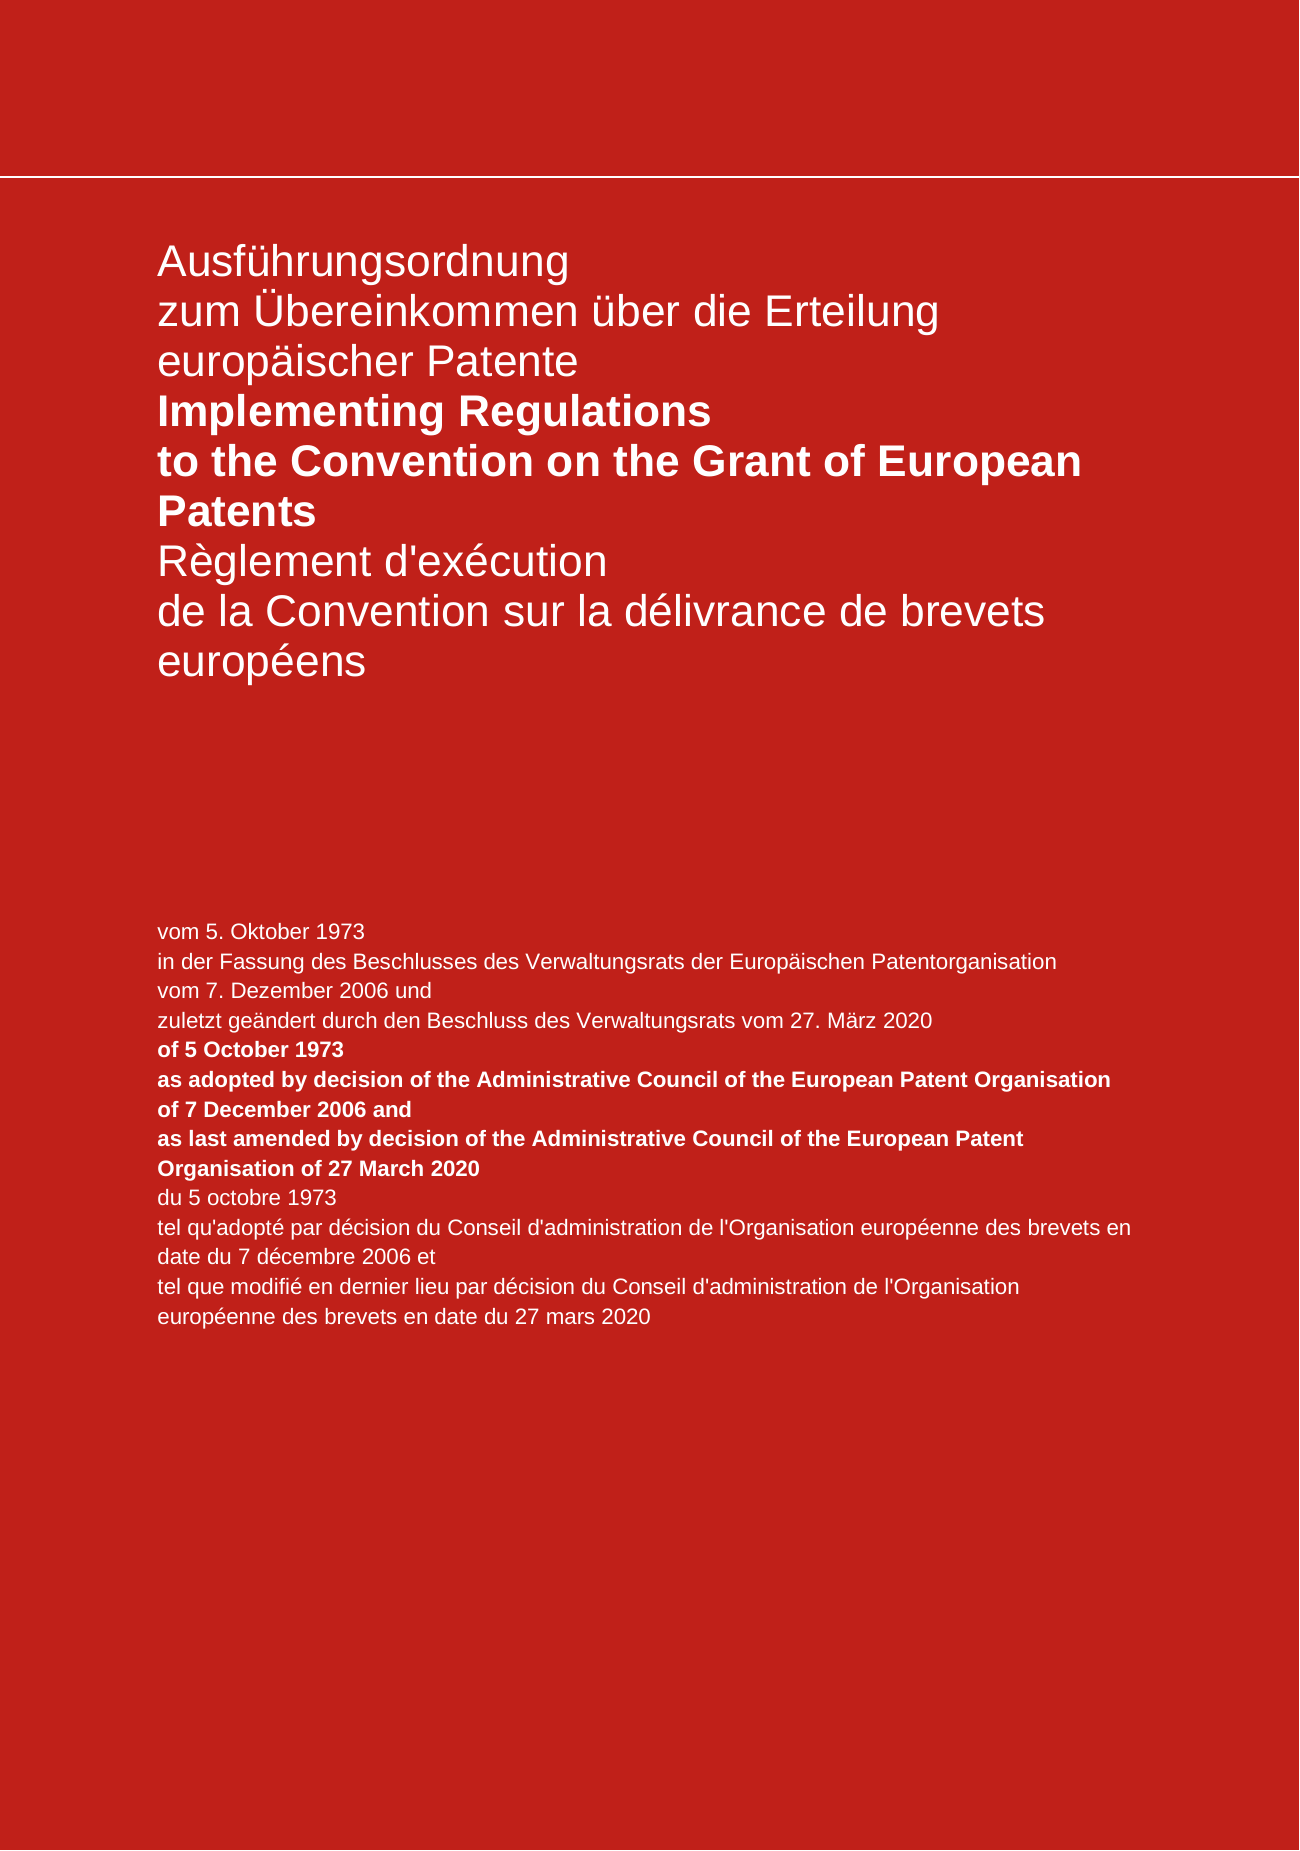 Ausführungsordnung
zum Übereinkommen über die Erteilung
europäischer Patente
Implementing Regulations
to the Convention on the Grant of European
Patents
Règlement d'exécution
de la Convention sur la délivrance de brevets
européens
vom 5. Oktober 1973
in der Fassung des Beschlusses des Verwaltungsrats der Europäischen Patentorganisation
vom 7. Dezember 2006 und
zuletzt geändert durch den Beschluss des Verwaltungsrats vom 27. März 2020
of 5 October 1973
as adopted by decision of the Administrative Council of the European Patent Organisation
of 7 December 2006 and
as last amended by decision of the Administrative Council of the European Patent
Organisation of 27 March 2020
du 5 octobre 1973
tel qu'adopté par décision du Conseil d'administration de l'Organisation européenne des brevets en
date du 7 décembre 2006 et
tel que modifié en dernier lieu par décision du Conseil d'administration de l'Organisation
européenne des brevets en date du 27 mars 2020